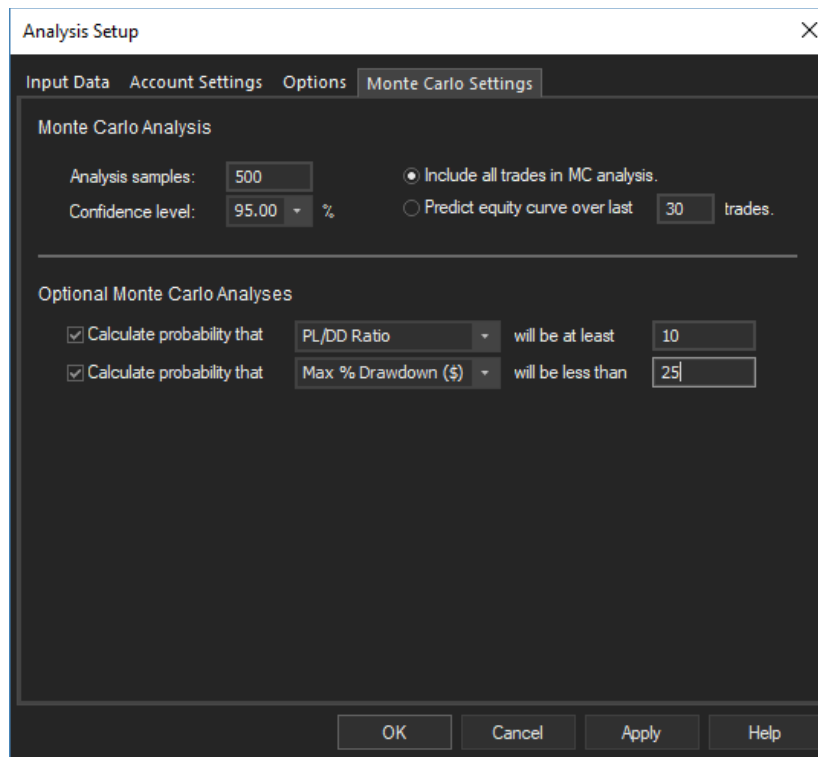 Analysis Setup
Input Data Account Settings Options Monte Carlo Settings
Monte Carlo Analysis
Analysis samples: 500 Include all trades in MC analysis.
Confidence level: 95.00 % Predict equity curve over last 30 trades.
Optional Monte Carlo Analyses
Calculate probability that PL/DD Ratio will be at least 10
Calculate probability that Max % Drawdown ($) will be less than 25
OK Cancel Apply Help